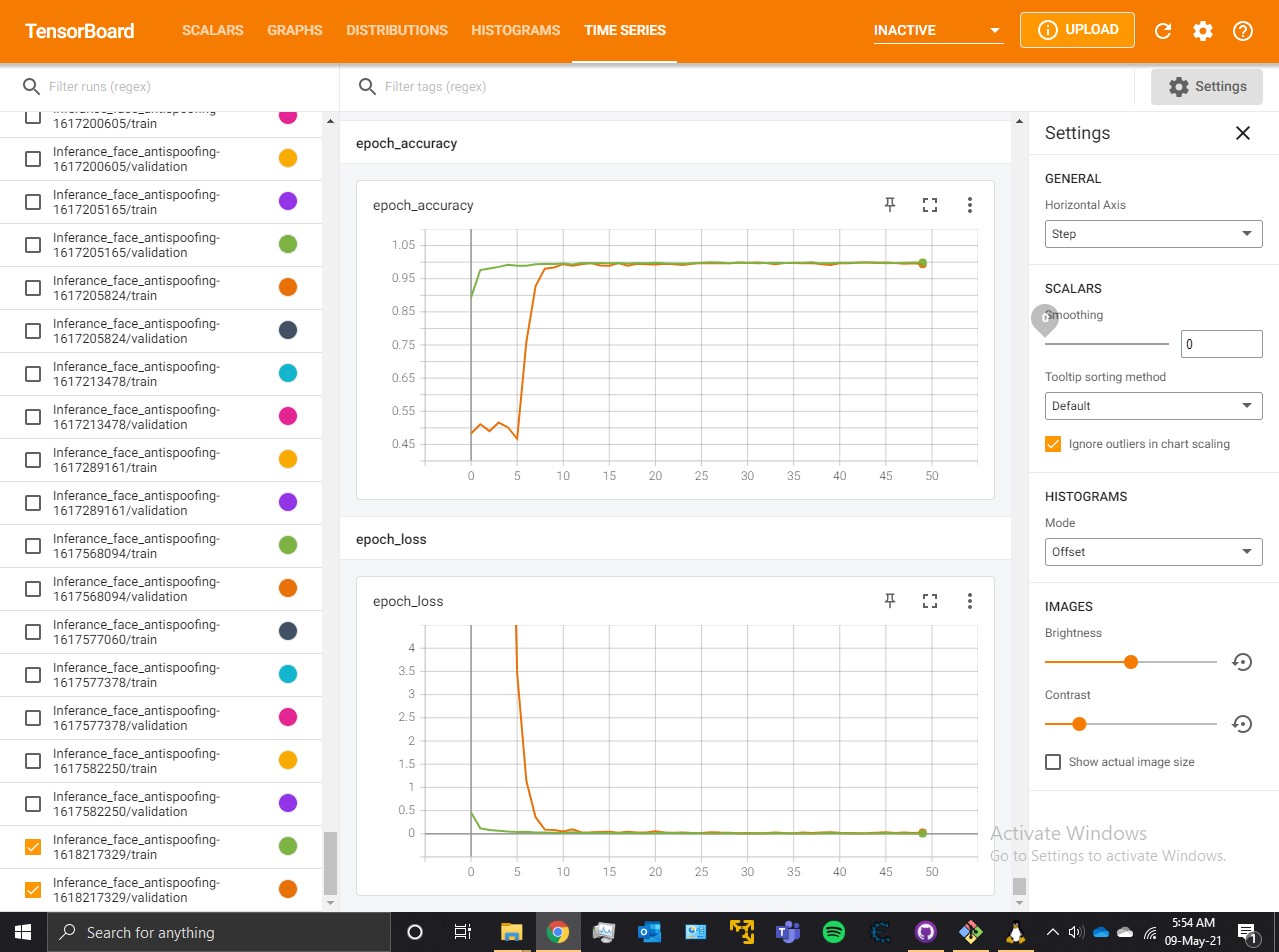 TensorBoard SCALARS GRAPHS DISTRIBUTIONS HISTOGRAMS TIME SERIES INACTIVE UPLOAD
Filter runs (regex)
Filter tags (regex)
Settings
Inferance_face_antispoofing-
1617200605/train
Inferance_face_antispoofing-
1617200605/validation
Inferance_face_antispoofing-
1617205165/train
Inferance_face_antispoofing-
1617205165/validation
Inferance_face_antispoofing-
1617205824/train
Inferance_face_antispoofing-
1617205824/validation
Inferance_face_antispoofing-
1617213478/train
Inferance_face_antispoofing-
1617213478/validation
Inferance_face_antispoofing-
1617289161/train
Inferance_face_antispoofing-
1617289161/validation
Inferance_face_antispoofing-
1617568094/train
Inferance_face_antispoofing-
1617568094/validation
Inferance_face_antispoofing-
1617577060/train
Inferance_face_antispoofing-
1617577378/train
Inferance_face_antispoofing-
1617577378/validation
Inferance_face_antispoofing-
1617582250/train
Inferance_face_antispoofing-
1617582250/validation
Inferance_face_antispoofing-
1618217329/train
Inferance_face_antispoofing-
1618217329/validation
epoch_accuracy
epoch_accuracy
1.05
0.95
0.85
0.75
0.65
0.55
0.45
0 5 10 15 20 25 30 35 40 45 50
epoch_loss
epoch_loss
4
3.5
3
2.5
2
1.5
1
0.5
0
0 5 10 15 20 25 30 35 40 45 50
Settings
GENERAL
Horizontal Axis
Step
SCALARS
0
Smoothing
0
Tooltip sorting method
Default
Ignore outliers in chart scaling
HISTOGRAMS
Mode
Offset
IMAGES
Brightness
Contrast
Show actual image size
Activate Windows
Go to Settings to activate Windows.
Search for anything
5:54 AM
09-May-21
1